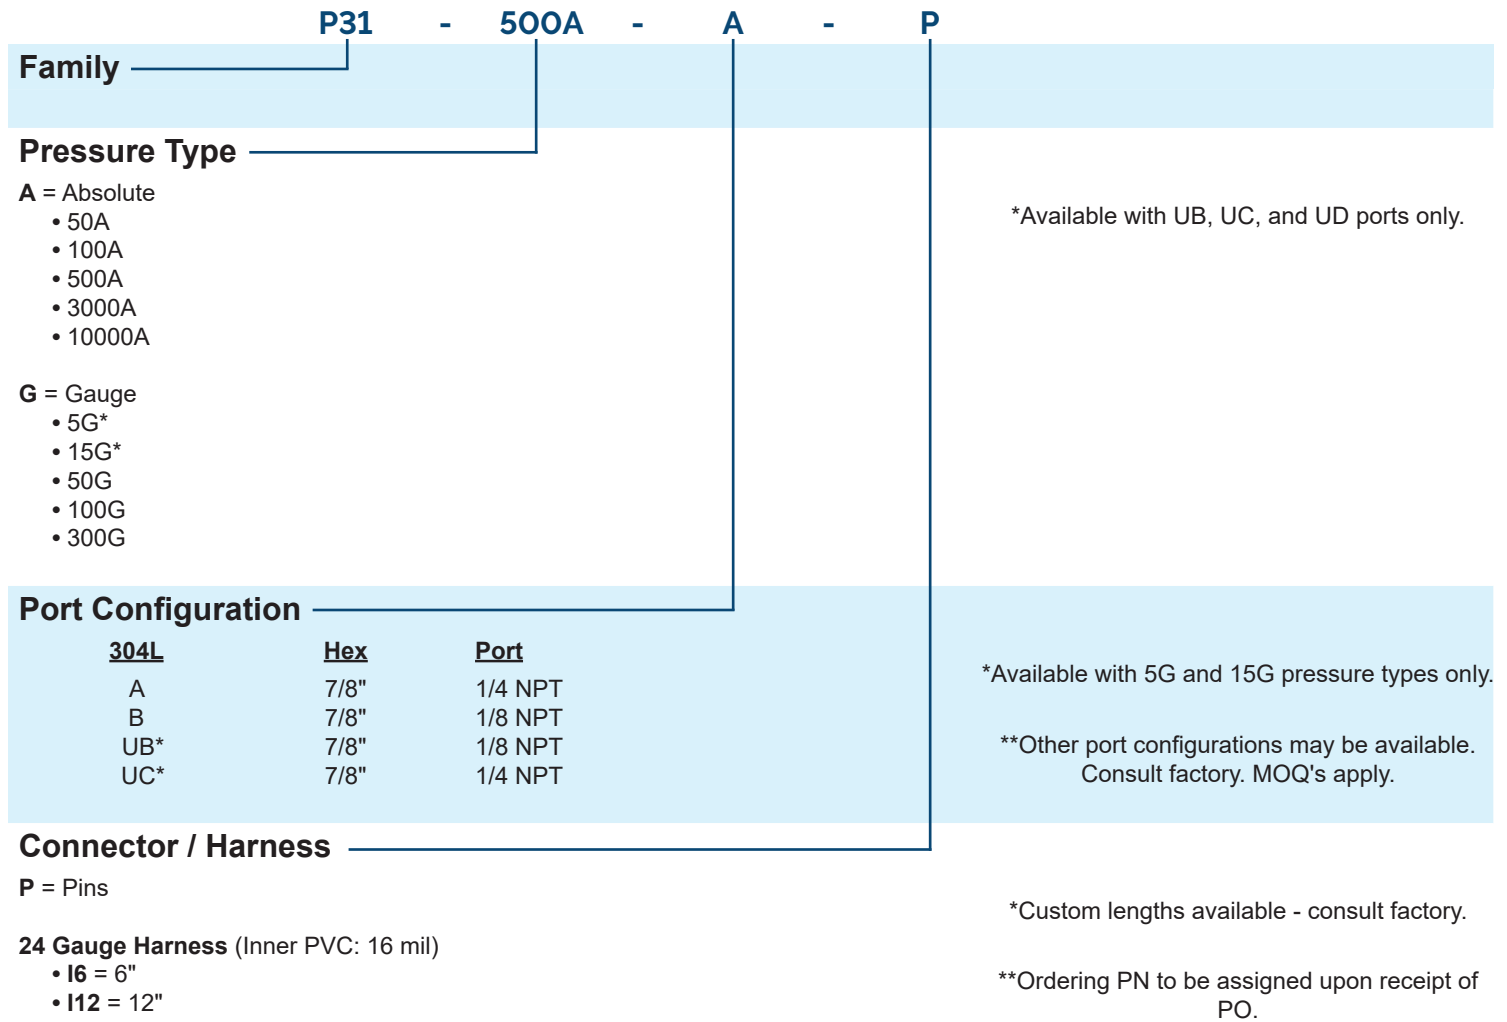 P31 - 500A - A - P
Family
Pressure Type
A = Absolute
• 50A
• 100A
• 500A
• 3000A
• 10000A
*Available with UB, UC, and UD ports only.
G = Gauge
• 5G*
• 15G*
• 50G
• 100G
• 300G
Port Configuration
304L Hex Port
A 7/8" 1/4 NPT
B 7/8" 1/8 NPT
UB* 7/8" 1/8 NPT
UC* 7/8" 1/4 NPT
*Available with 5G and 15G pressure types only.
**Other port configurations may be available.
Consult factory. MOQ's apply.
Connector / Harness
P = Pins
24 Gauge Harness (Inner PVC: 16 mil)
• I6 = 6"
• I12 = 12"
*Custom lengths available - consult factory.
**Ordering PN to be assigned upon receipt of
PO.